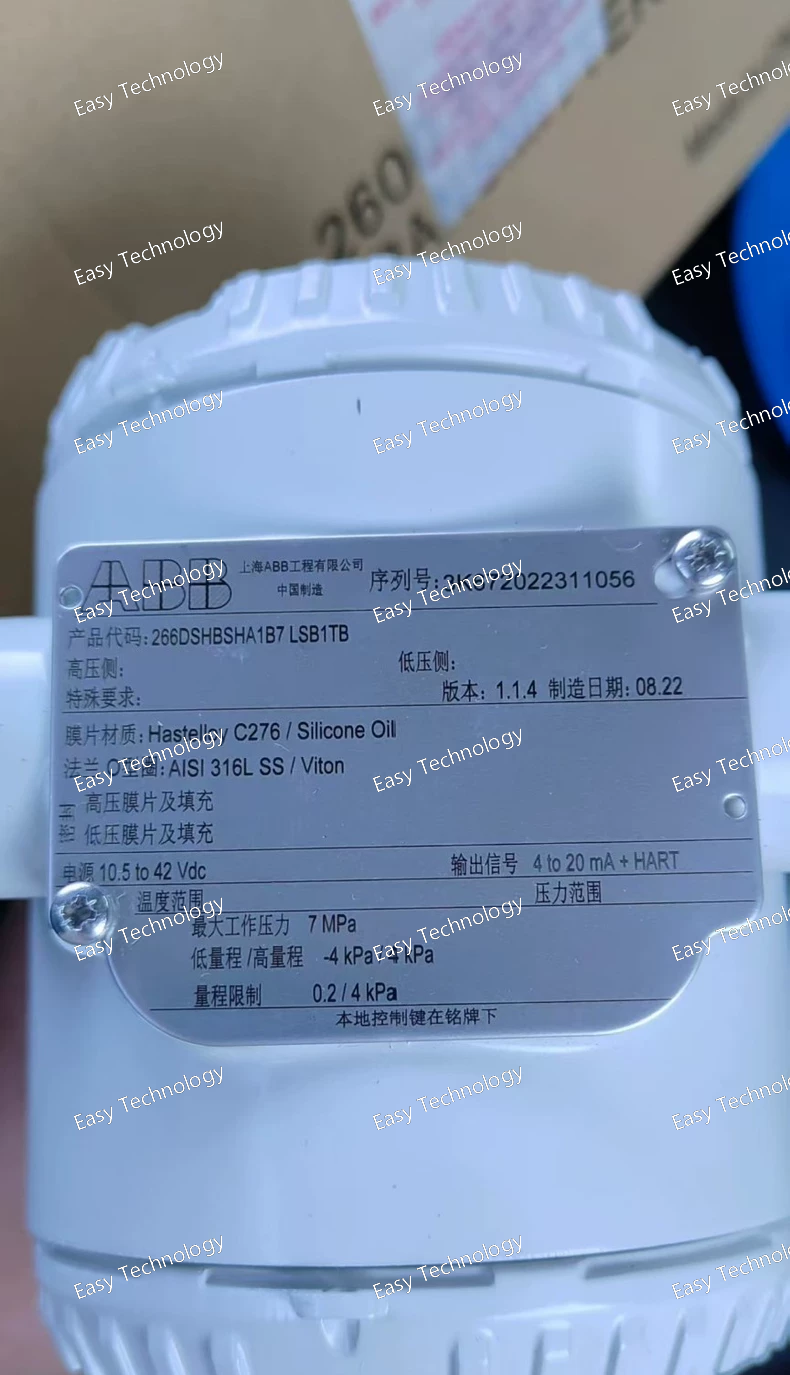 260
ABB 上海ABB工程有限公司
中国制造
序列号:3K672022311056
产品代码:266DSHBSHA1B7 LSB1TB
高压侧: 低压侧:
特殊要求: 版本: 1.1.4 制造日期: 08.22
膜片材质: Hastelloy C276 / Silicone Oil
法兰 O型圈: AISI 316L SS / Viton
高压膜片及填充
低压膜片及填充
电源 10.5 to 42 Vdc 输出信号 4 to 20 mA + HART
温度范围 压力范围
最大工作压力 7 MPa
低量程 /高量程 -4 kPa / 4 kPa
量程限制 0.2 / 4 kPa
本地控制键在铭牌下
Easy Technology